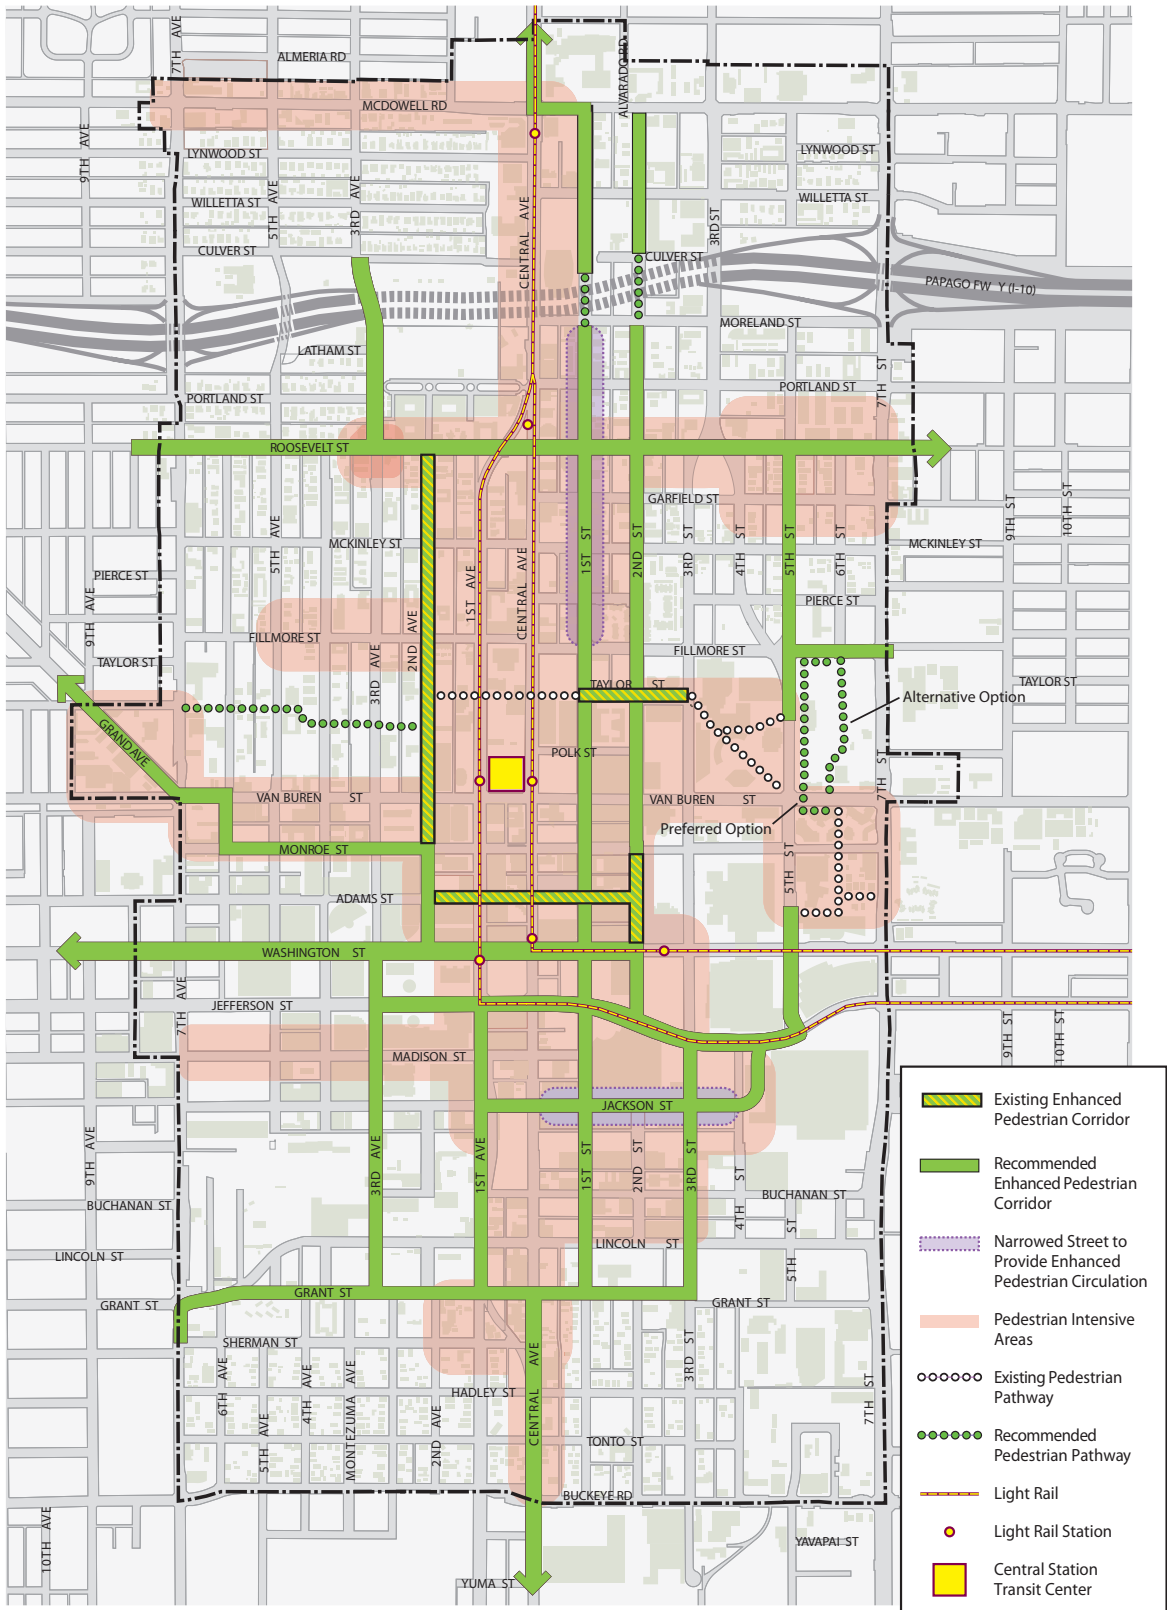 7TH AVE
ALMERIA RD
ALVARADO RD
MCDOWELL RD
9TH AVE
LYNWOOD ST
LYNWOOD ST
5TH AVE
3RD AVE
WILLETTA ST
WILLETTA ST
CENTRAL AVE
3RD ST
CULVER ST
CULVER ST
PAPAGO FW Y (I-10)
MORELAND ST
LATHAM ST
7TH ST
PORTLAND ST
PORTLAND ST
ROOSEVELT ST
GARFIELD ST
9TH ST
10TH ST
5TH AVE
MCKINLEY ST
1ST ST
2ND ST
3RD ST
4TH ST
5TH ST
6TH ST
MCKINLEY ST
PIERCE ST
1ST AVE
CENTRAL AVE
PIERCE ST
9TH AVE
FILLMORE ST
2ND AVE
3RD AVE
FILLMORE ST
TAYLOR ST
TAYLOR ST
TAYLOR ST
Alternative Option
GRAND AVE
POLK ST
7TH ST
VAN BUREN ST
VAN BUREN ST
Preferred Option
MONROE ST
5TH ST
ADAMS ST
WASHINGTON ST
7TH AVE
JEFFERSON ST
9TH ST
10TH ST
MADISON ST
JACKSON ST
9TH AVE
3RD AVE
1ST AVE
1ST ST
2ND ST
3RD ST
4TH ST
BUCHANAN ST
BUCHANAN ST
5TH ST
LINCOLN ST
LINCOLN ST
GRANT ST
GRANT ST
GRANT ST
SHERMAN ST
3RD ST
CENTRAL AVE
6TH AVE
4TH AVE
MONTEZUMA AVE
HADLEY ST
7TH ST
5TH AVE
2ND AVE
TONTO ST
BUCKEYE RD
10TH AVE
YAVAPAI ST
YUMA ST
Existing Enhanced
Pedestrian Corridor
Recommended
Enhanced Pedestrian
Corridor
Narrowed Street to
Provide Enhanced
Pedestrian Circulation
Pedestrian Intensive
Areas
Existing Pedestrian
Pathway
Recommended
Pedestrian Pathway
Light Rail
Light Rail Station
Central Station
Transit Center